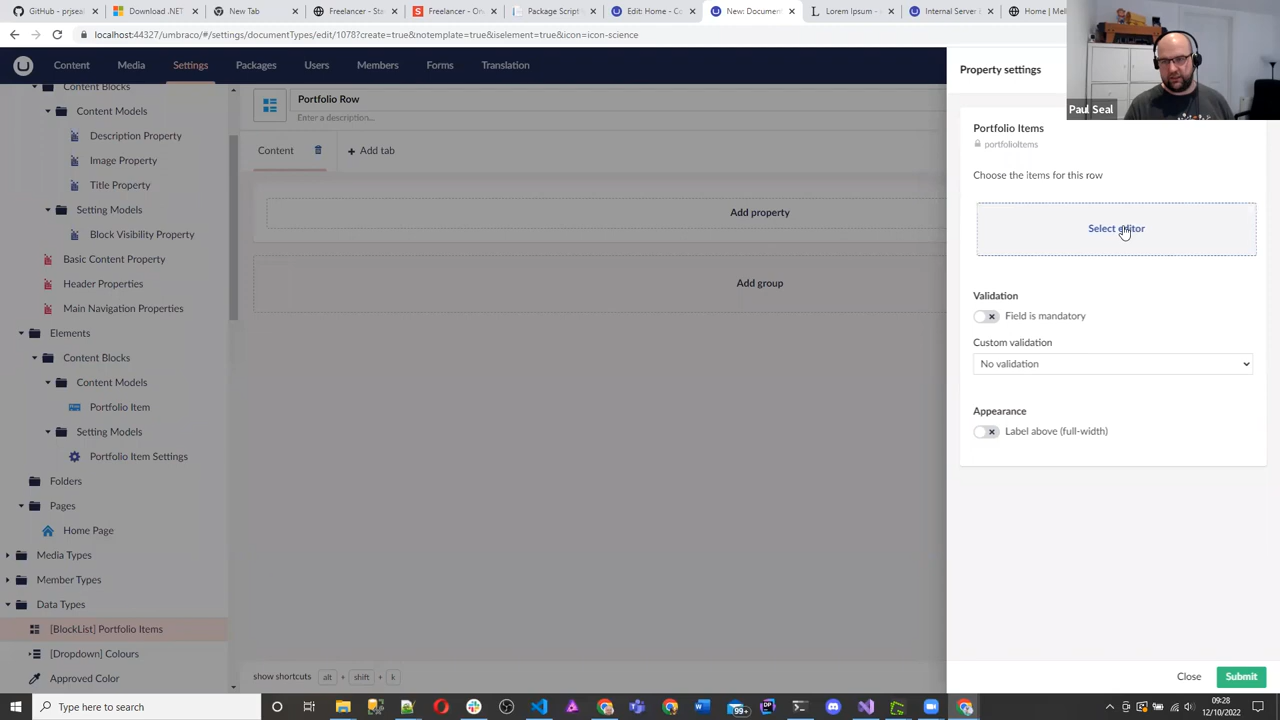 GitHub
Download .NET
New Tab
Freelancer - Sta
Freelancer - One
Package Script
Edit: Home - Co
New: Document
Lorem Ipsum -
Internal Server
Home | Mel
localhost:44327/umbraco/#/settings/documentTypes/edit/1078?create=true&notemplate=true&iselement=true&icon=icon-science
Content
Media
Settings
Packages
Users
Members
Forms
Translation
Property settings
Paul Seal
Content Blocks
Content Models
Description Property
Image Property
Title Property
Setting Models
Block Visibility Property
Basic Content Property
Header Properties
Main Navigation Properties
Elements
Content Blocks
Content Models
Portfolio Item
Setting Models
Portfolio Item Settings
Folders
Pages
Home Page
Media Types
Member Types
Data Types
[BlockList] Portfolio Items
[Dropdown] Colours
Approved Color
Portfolio Row
Enter a description...
Content
Add tab
Add property
Add group
show shortcuts alt + shift + k
Portfolio Items
portfolioItems
Choose the items for this row
Select editor
Validation
Field is mandatory
Custom validation
No validation
Appearance
Label above (full-width)
Close
Submit
Type here to search
99+
09:28
12/10/2022